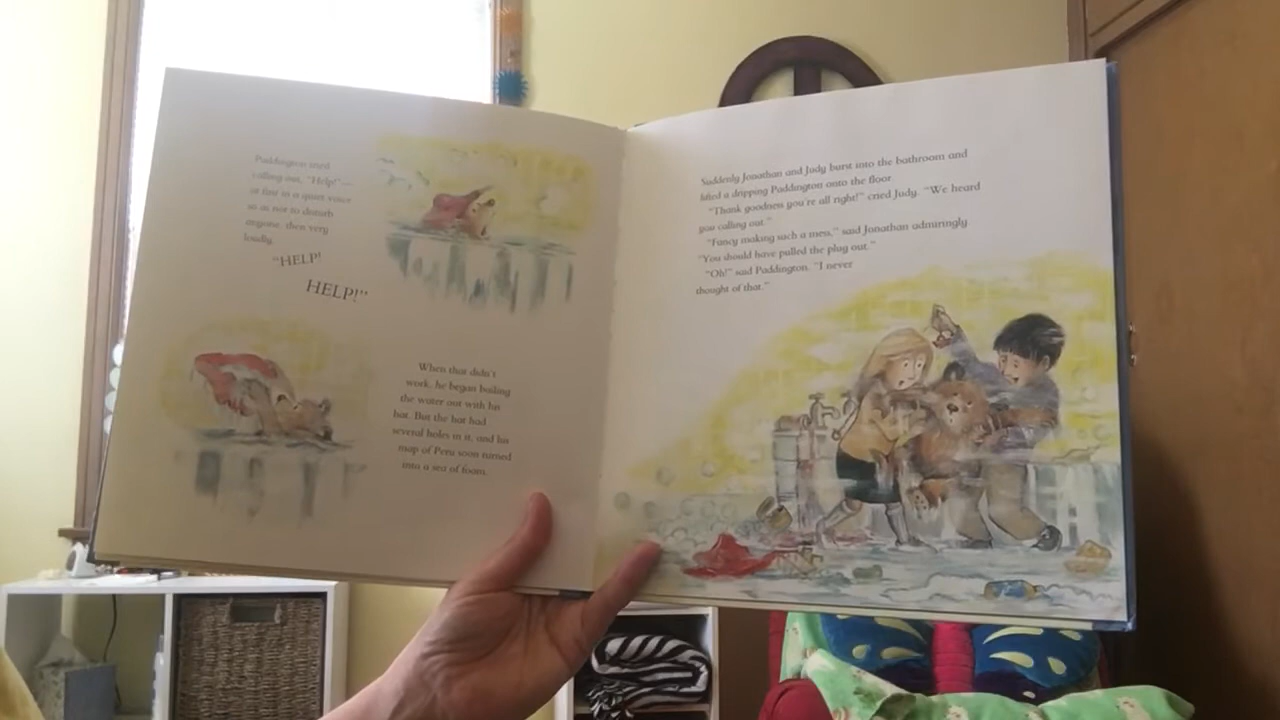 Paddington tried
calling out, "Help!" —
at first in a quiet voice
so as not to disturb
anyone, then very
loudly.
"HELP!
HELP!"
When that didn't
work, he began bailing
the water out with his
hat. But the hat had
several holes in it, and his
map of Peru soon turned
into a sea of foam.
Suddenly Jonathan and Judy burst into the bathroom and
lifted a dripping Paddington onto the floor.
"Thank goodness you're all right!" cried Judy. "We heard
you calling out."
"Fancy making such a mess," said Jonathan admiringly.
"You should have pulled the plug out."
"Oh!" said Paddington. "I never
thought of that."